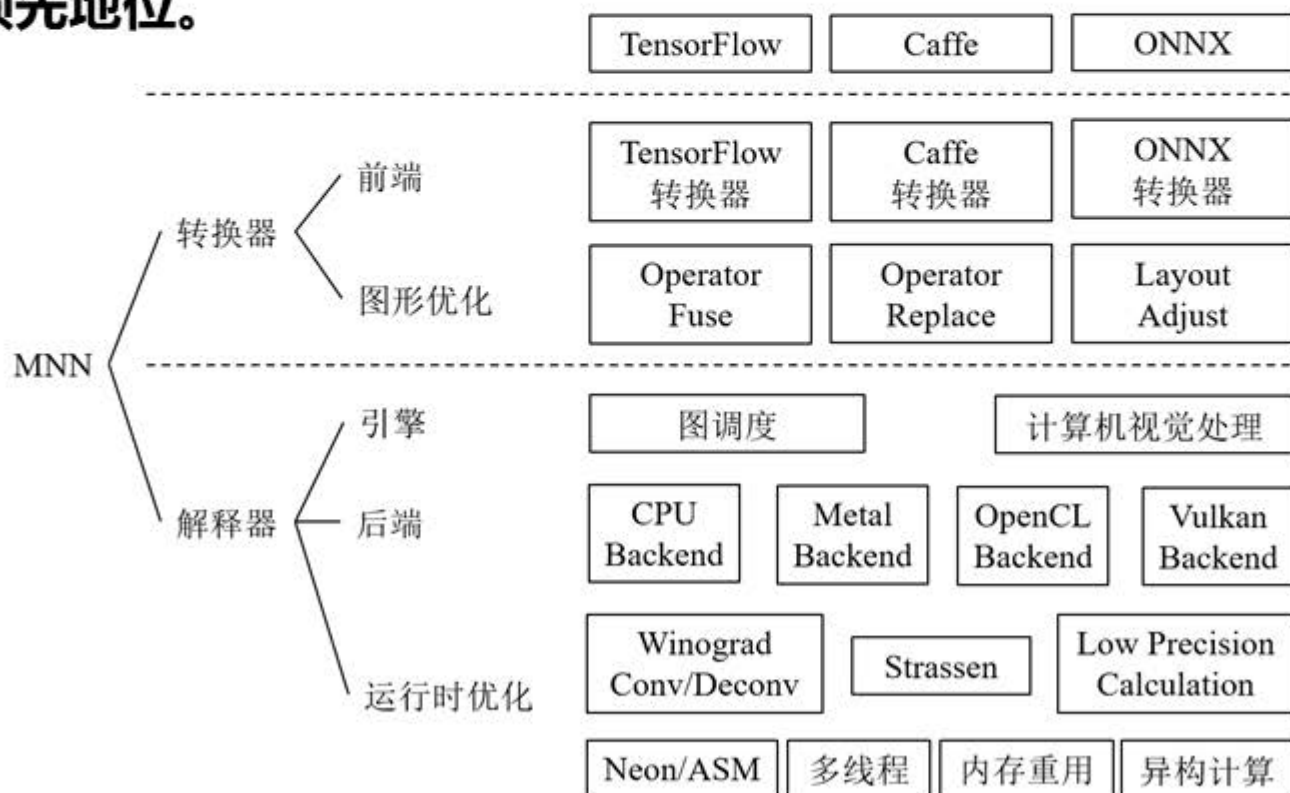 领先地位。
TensorFlow
Caffe
ONNX
前端
TensorFlow
转换器
Caffe
转换器
ONNX
转换器
转换器
图形优化
Operator
Fuse
Operator
Replace
Layout
Adjust
MNN
引擎
图调度
计算机视觉处理
解释器
后端
CPU
Backend
Metal
Backend
OpenCL
Backend
Vulkan
Backend
运行时优化
Winograd
Conv/Deconv
Strassen
Low Precision
Calculation
Neon/ASM
多线程
内存重用
异构计算